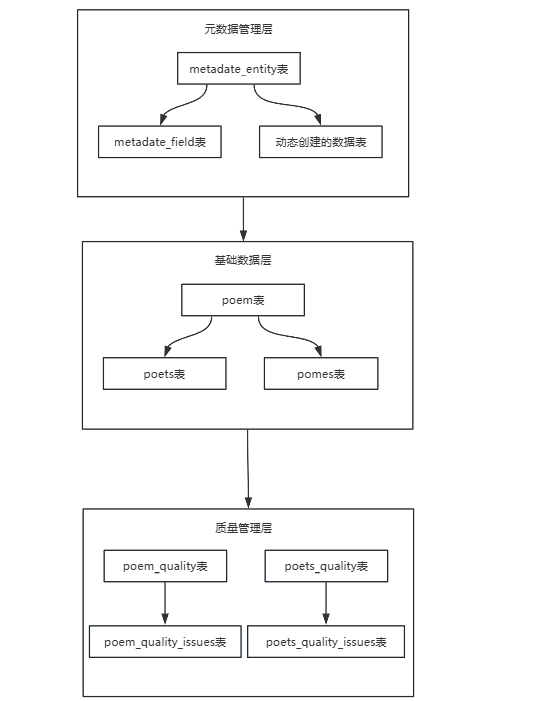 元数据管理层
metadate_entity表
metadate_field表
动态创建的数据表
基础数据层
poem表
poets表
pomes表
质量管理层
poem_quality表
poets_quality表
poem_quality_issues表
poets_quality_issues表